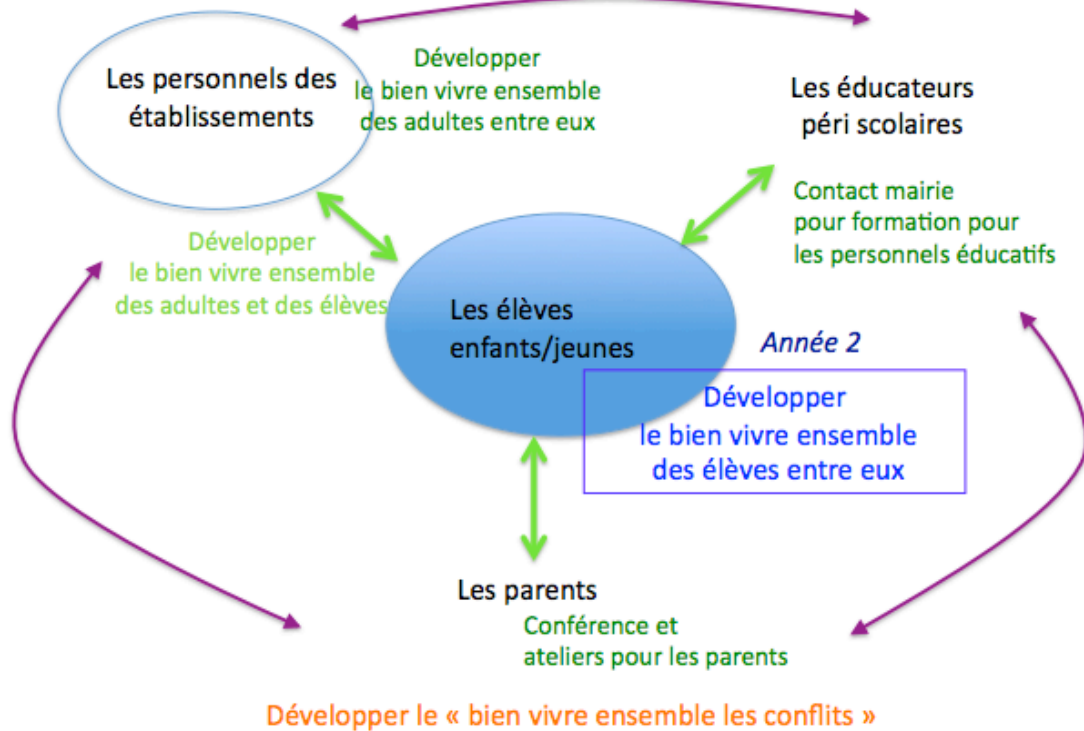 Les personnels des
établissements
Développer
le bien vivre ensemble
des adultes entre eux
Les éducateurs
péri scolaires
Contact mairie
pour formation pour
les personnels éducatifs
Développer
le bien vivre ensemble
des adultes et des élèves
Les élèves
enfants/jeunes
Année 2
Développer
le bien vivre ensemble
des élèves entre eux
Les parents
Conférence et
ateliers pour les parents
Développer le « bien vivre ensemble les conflits »